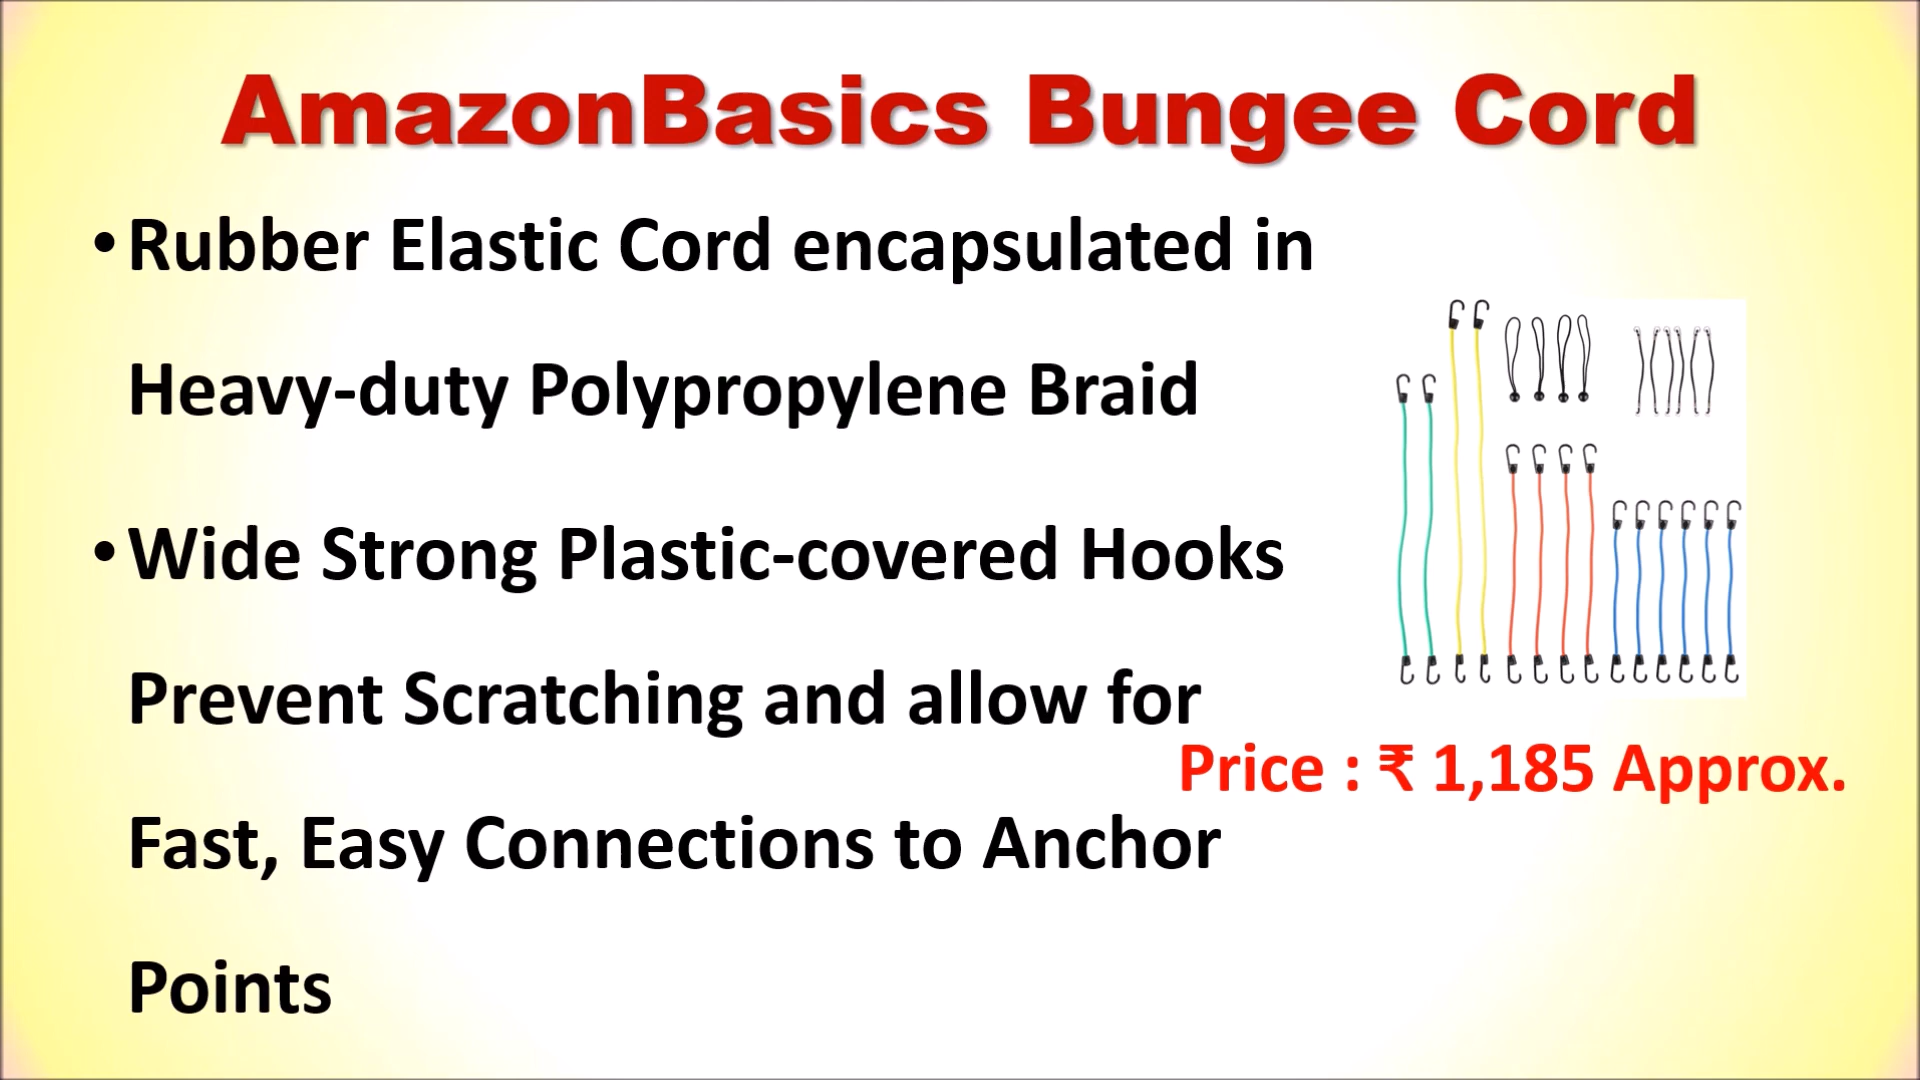 AmazonBasics Bungee Cord
• Rubber Elastic Cord encapsulated in
Heavy-duty Polypropylene Braid
• Wide Strong Plastic-covered Hooks
Prevent Scratching and allow for
Fast, Easy Connections to Anchor
Points
Price : ₹ 1,185 Approx.